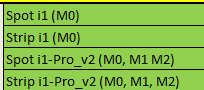 Spot i1 (M0)
Strip i1 (M0)
Spot i1-Pro_v2 (M0, M1 M2)
Strip i1-Pro_v2 (M0, M1, M2)